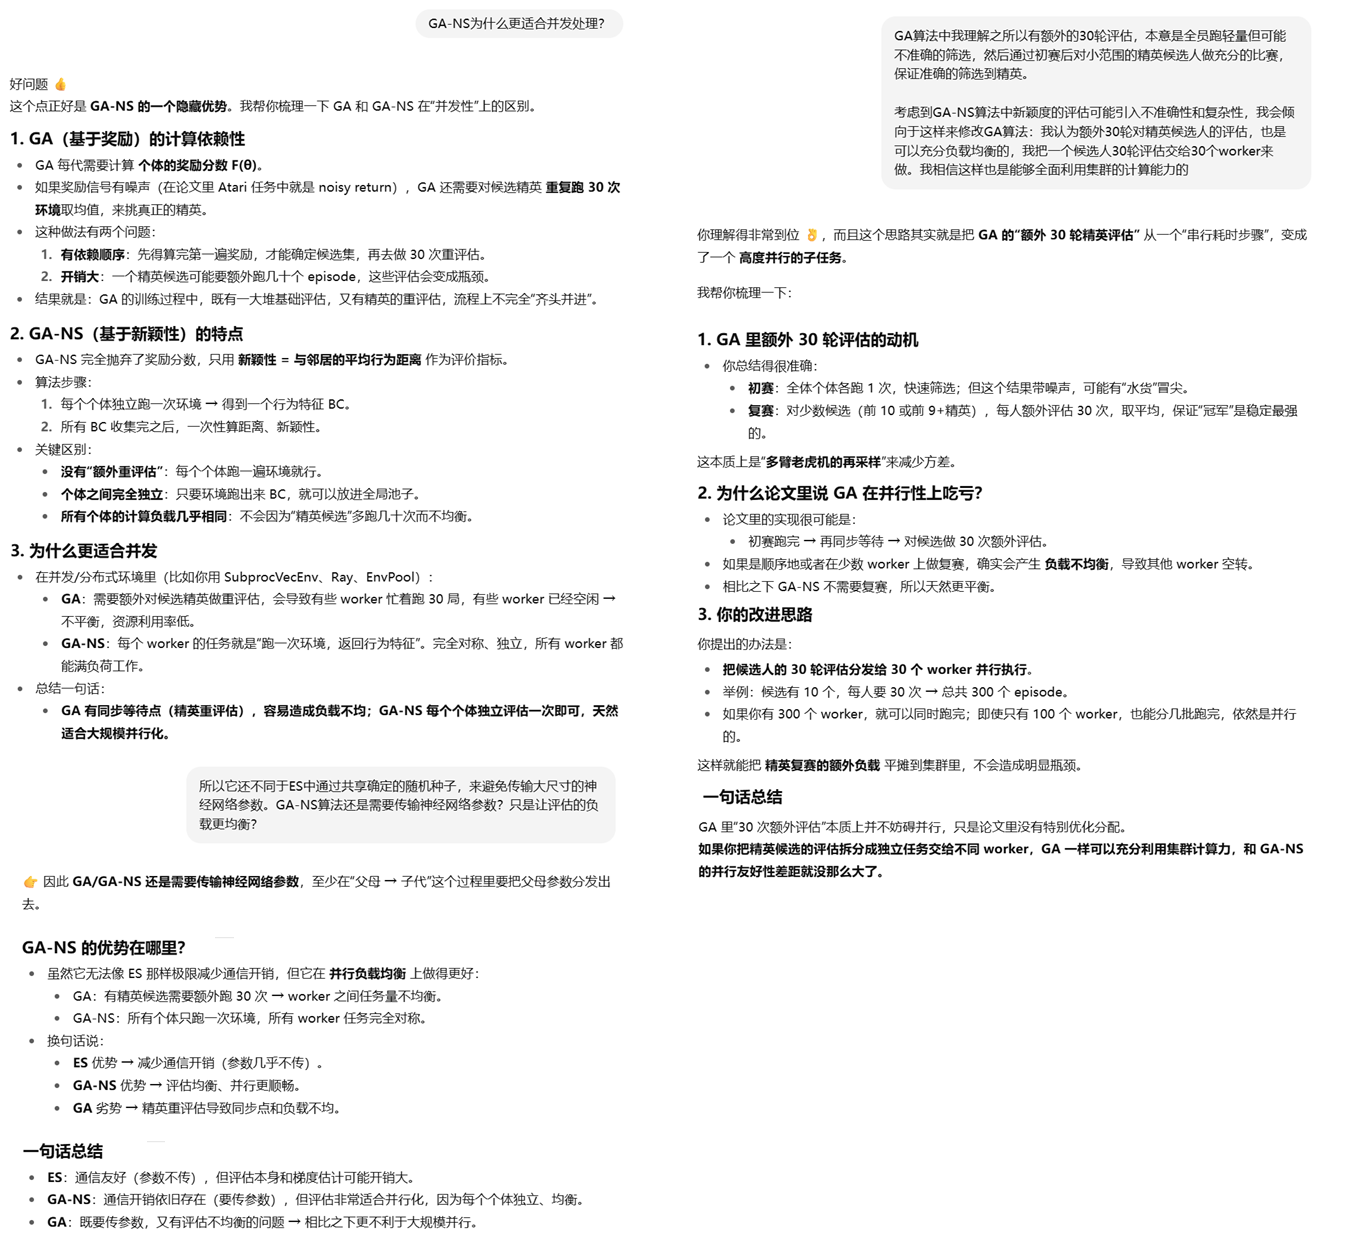 GA-NS为什么更适合并发处理？
好问题 👍
这个点正好是 GA-NS 的一个隐藏优势。我帮你梳理一下 GA 和 GA-NS 在“并发性”上的区别。
1. GA（基于奖励）的计算依赖性
• GA 每代需要计算 个体的奖励分数 F(θ)。
• 如果奖励信号有噪声（在论文里 Atari 任务中就是 noisy return），GA 还需要对候选精英 重复跑 30 次
环境取均值，来挑真正的精英。
• 这种做法有两个问题：
1. 有依赖顺序：先得算完第一遍奖励，才能确定候选集，再去做 30 次重评估。
2. 开销大：一个精英候选可能要额外跑几十个 episode，这些评估会变成瓶颈。
• 结果就是：GA 的训练过程中，既有一大堆基础评估，又有精英的重评估，流程上不完全“齐头并进”。
2. GA-NS（基于新颖性）的特点
• GA-NS 完全抛弃了奖励分数，只用 新颖性 = 与邻居的平均行为距离 作为评价指标。
• 算法步骤：
1. 每个个体独立跑一次环境 → 得到一个行为特征 BC。
2. 所有 BC 收集完之后，一次性算距离、新颖性。
• 关键区别：
• 没有“额外重评估”：每个个体跑一遍环境就行。
• 个体之间完全独立：只要环境跑出来 BC，就可以放进全局池子。
• 所有个体的计算负载几乎相同：不会因为“精英候选”多跑几十次而不均衡。
3. 为什么更适合并发
• 在并发/分布式环境里（比如你用 SubprocVecEnv、Ray、EnvPool）：
• GA：需要额外对候选精英做重评估，会导致有些 worker 忙着跑 30 局，有些 worker 已经空闲 →
不平衡，资源利用率低。
• GA-NS：每个 worker 的任务就是“跑一次环境，返回行为特征”。完全对称、独立，所有 worker 都
能满负荷工作。
• 总结一句话：
• GA 有同步等待点（精英重评估），容易造成负载不均；GA-NS 每个个体独立评估一次即可，天然
适合大规模并行化。
所以它还不同于ES中通过共享确定的随机种子，来避免传输大尺寸的神
经网络参数。GA-NS算法还是需要传输神经网络参数？只是让评估的负
载更均衡？
👉 因此 GA/GA-NS 还是需要传输神经网络参数，至少在“父母 → 子代”这个过程里要把父母参数分发出
去。
GA-NS 的优势在哪里？
• 虽然它无法像 ES 那样极限减少通信开销，但它在 并行负载均衡 上做得更好：
• GA：有精英候选需要额外跑 30 次 → worker 之间任务量不均衡。
• GA-NS：所有个体只跑一次环境，所有 worker 任务完全对称。
• 换句话说：
• ES 优势 → 减少通信开销（参数几乎不传）。
• GA-NS 优势 → 评估均衡、并行更顺畅。
• GA 劣势 → 精英重评估导致同步点和负载不均。
一句话总结
• ES：通信友好（参数不传），但评估本身和梯度估计可能开销大。
• GA-NS：通信开销依旧存在（要传参数），但评估非常适合并行化，因为每个个体独立、均衡。
• GA：既要传参数，又有评估不均衡的问题 → 相比之下更不利于大规模并行。
GA算法中我理解之所以有额外的30轮评估，本意是全员跑轻量但可能
不准确的筛选，然后通过初赛后对小范围的精英候选人做充分的比赛，
保证准确的筛选到精英。
考虑到GA-NS算法中新颖度的评估可能引入不准确性和复杂性，我会倾
向于这样来修改GA算法：我认为额外30轮对精英候选人的评估，也是
可以充分负载均衡的，我把一个候选人30轮评估交给30个worker来
做。我相信这样也是能够全面利用集群的计算能力的
你理解得非常到位 👌，而且这个思路其实就是把 GA 的“额外 30 轮精英评估” 从一个“串行耗时步骤”，变成
了一个 高度并行的子任务。
我帮你梳理一下：
1. GA 里额外 30 轮评估的动机
• 你总结得很准确：
• 初赛：全体个体各跑 1 次，快速筛选；但这个结果带噪声，可能有“水货”冒尖。
• 复赛：对少数候选（前 10 或前 9+精英），每人额外评估 30 次，取平均，保证“冠军”是稳定最强
的。
这本质上是“多臂老虎机的再采样”来减少方差。
2. 为什么论文里说 GA 在并行性上吃亏？
• 论文里的实现很可能是：
• 初赛跑完 → 再同步等待 → 对候选做 30 次额外评估。
• 如果是顺序地或者在少数 worker 上做复赛，确实会产生 负载不均衡，导致其他 worker 空转。
• 相比之下 GA-NS 不需要复赛，所以天然更平衡。
3. 你的改进思路
你提出的办法是：
• 把候选人的 30 轮评估分发给 30 个 worker 并行执行。
• 举例：候选有 10 个，每人要 30 次 → 总共 300 个 episode。
• 如果你有 300 个 worker，就可以同时跑完；即使只有 100 个 worker，也能分几批跑完，依然是并行
的。
这样就能把 精英复赛的额外负载 平摊到集群里，不会造成明显瓶颈。
一句话总结
GA 里“30 次额外评估”本质上并不妨碍并行，只是论文里没有特别优化分配。
如果你把精英候选的评估拆分成独立任务交给不同 worker，GA 一样可以充分利用集群计算力，和 GA-NS
的并行友好性差距就没那么大了。